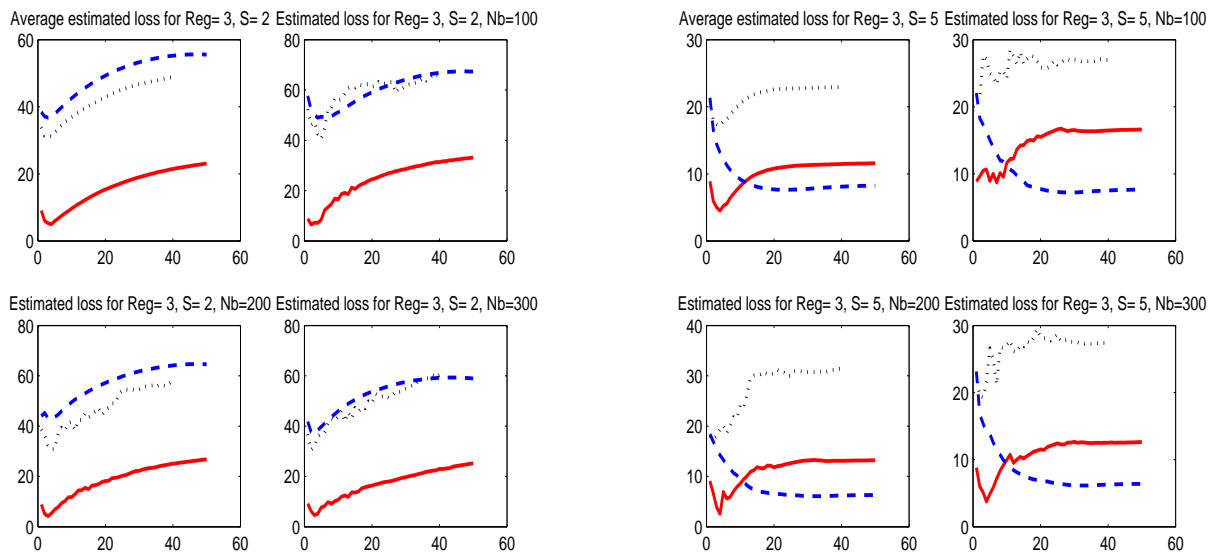 Average estimated loss for Reg= 3, S= 2
60
40
20
0
0 20 40 60
Estimated loss for Reg= 3, S= 2, Nb=100
80
60
40
20
0
0 20 40 60
Average estimated loss for Reg= 3, S= 5
30
20
10
0
0 20 40 60
Estimated loss for Reg= 3, S= 5, Nb=100
30
20
10
0
0 20 40 60
Estimated loss for Reg= 3, S= 2, Nb=200
80
60
40
20
0
0 20 40 60
Estimated loss for Reg= 3, S= 2, Nb=300
80
60
40
20
0
0 20 40 60
Estimated loss for Reg= 3, S= 5, Nb=200
40
30
20
10
0
0 20 40 60
Estimated loss for Reg= 3, S= 5, Nb=300
30
20
10
0
0 20 40 60